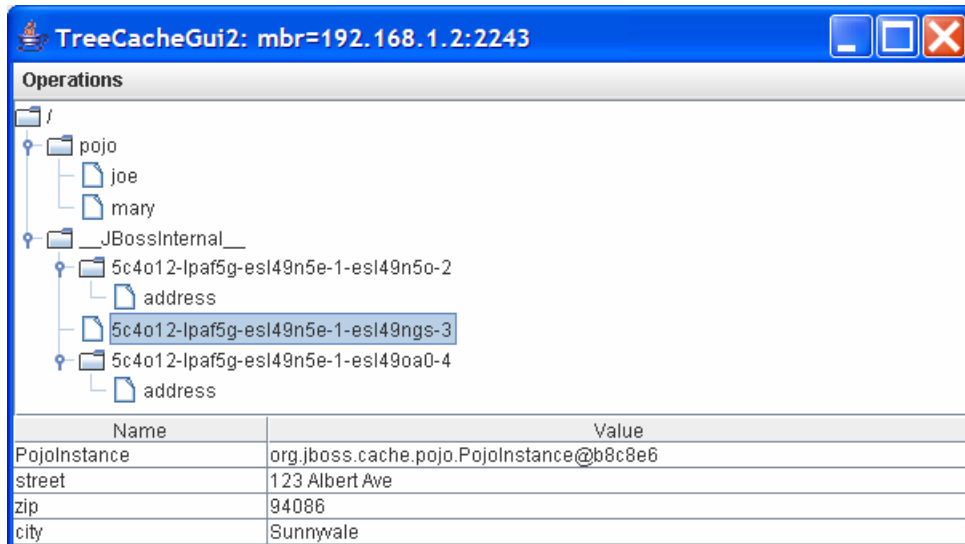 TreeCacheGui2: mbr=192.168.1.2:2243
Operations
/
pojo
joe
mary
__JBossInternal__
5c4o12-lpaf5g-esl49n5e-1-esl49n5o-2
address
5c4o12-lpaf5g-esl49n5e-1-esl49ngs-3
5c4o12-lpaf5g-esl49n5e-1-esl49oa0-4
address
Name Value
PojoInstance org.jboss.cache.pojo.PojoInstance@b8c8e6
street 123 Albert Ave
zip 94086
city Sunnyvale